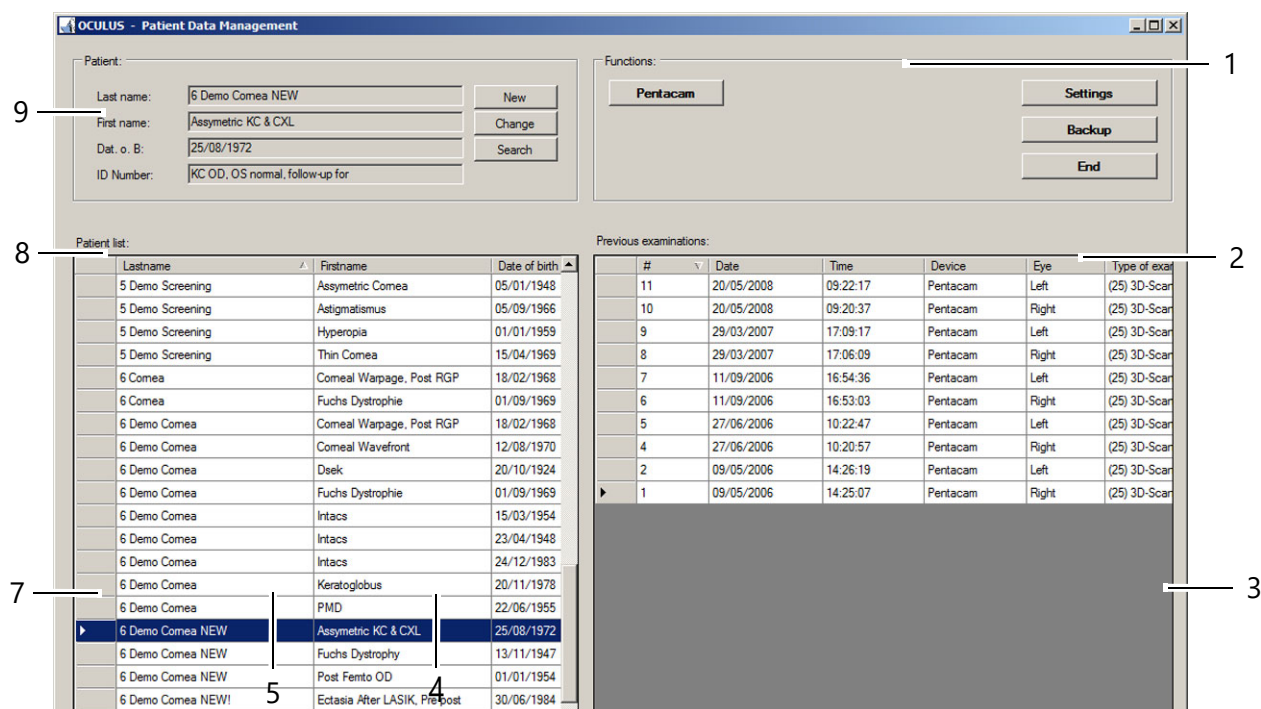 OCULUS - Patient Data Management
Patient:
Last name: 6 Demo Cornea NEW New
First name: Assymetric KC & CXL Change
Dat. o. B: 25/08/1972 Search
ID Number: KC OD, OS normal, follow-up for
9
Functions:
1
Pentacam Settings
Backup
End
8
Patient list:
Lastname Firstname Date of birth
5 Demo Screening Assymetric Cornea 05/01/1948
5 Demo Screening Astigmatismus 05/09/1966
5 Demo Screening Hyperopia 01/01/1959
5 Demo Screening Thin Cornea 15/04/1969
6 Cornea Corneal Warpage, Post RGP 18/02/1968
6 Cornea Fuchs Dystrophie 01/09/1969
6 Demo Cornea Corneal Warpage, Post RGP 18/02/1968
6 Demo Cornea Corneal Wavefront 12/08/1970
6 Demo Cornea Dsek 20/10/1924
6 Demo Cornea Fuchs Dystrophie 01/09/1969
6 Demo Cornea Intacs 15/03/1954
6 Demo Cornea Intacs 23/04/1948
6 Demo Cornea Intacs 24/12/1983
6 Demo Cornea Keratoglobus 20/11/1978
7
6 Demo Cornea PMD 22/06/1955
6 Demo Cornea NEW Assymetric KC & CXL 25/08/1972
6 Demo Cornea NEW Fuchs Dystrophy 13/11/1947
6 Demo Cornea NEW Post Femto OD 01/01/1954
6 Demo Cornea NEW! Ectasia After LASIK, Pre post 30/06/1984
5 4
Previous examinations:
2
# Date Time Device Eye Type of exar
11 20/05/2008 09:22:17 Pentacam Left (25) 3D-Scar
10 20/05/2008 09:20:37 Pentacam Right (25) 3D-Scar
9 29/03/2007 17:09:17 Pentacam Left (25) 3D-Scar
8 29/03/2007 17:06:09 Pentacam Right (25) 3D-Scar
7 11/09/2006 16:54:36 Pentacam Left (25) 3D-Scar
6 11/09/2006 16:53:03 Pentacam Right (25) 3D-Scar
5 27/06/2006 10:22:47 Pentacam Left (25) 3D-Scar
4 27/06/2006 10:20:57 Pentacam Right (25) 3D-Scar
2 09/05/2006 14:26:19 Pentacam Left (25) 3D-Scar
1 09/05/2006 14:25:07 Pentacam Right (25) 3D-Scar
3